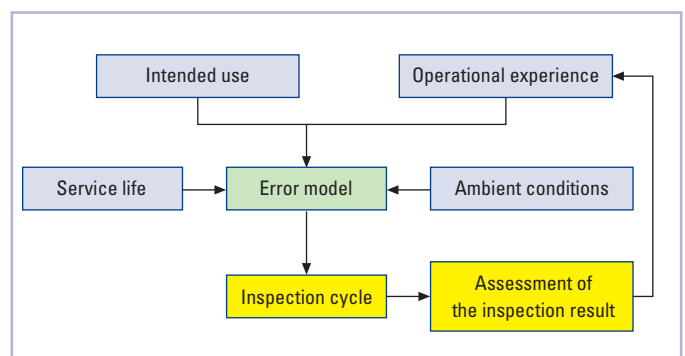 Intended use
Operational experience
Service life
Error model
Ambient conditions
Inspection cycle
Assessment of
the inspection result